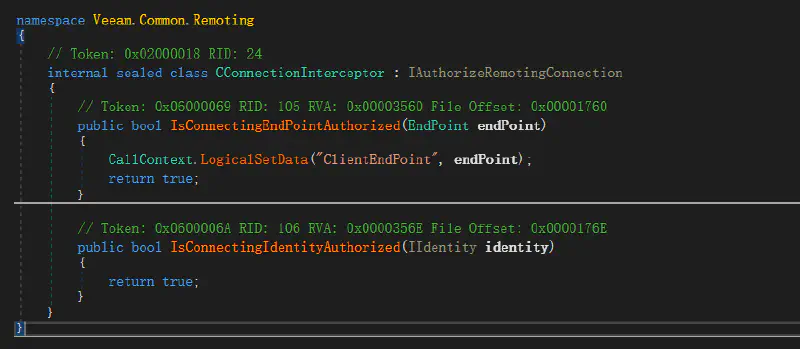 namespace Veeam.Common.Remoting
{
// Token: 0x02000018 RID: 24
internal sealed class CConnectionInterceptor : IAuthorizeRemotingConnection
{
// Token: 0x06000069 RID: 105 RVA: 0x00003560 File Offset: 0x00001760
public bool IsConnectingEndPointAuthorized(EndPoint endPoint)
{
CallContext.LogicalSetData("ClientEndPoint", endPoint);
return true;
}
// Token: 0x0600006A RID: 106 RVA: 0x0000356E File Offset: 0x0000176E
public bool IsConnectingIdentityAuthorized(IIdentity identity)
{
return true;
}
}
}